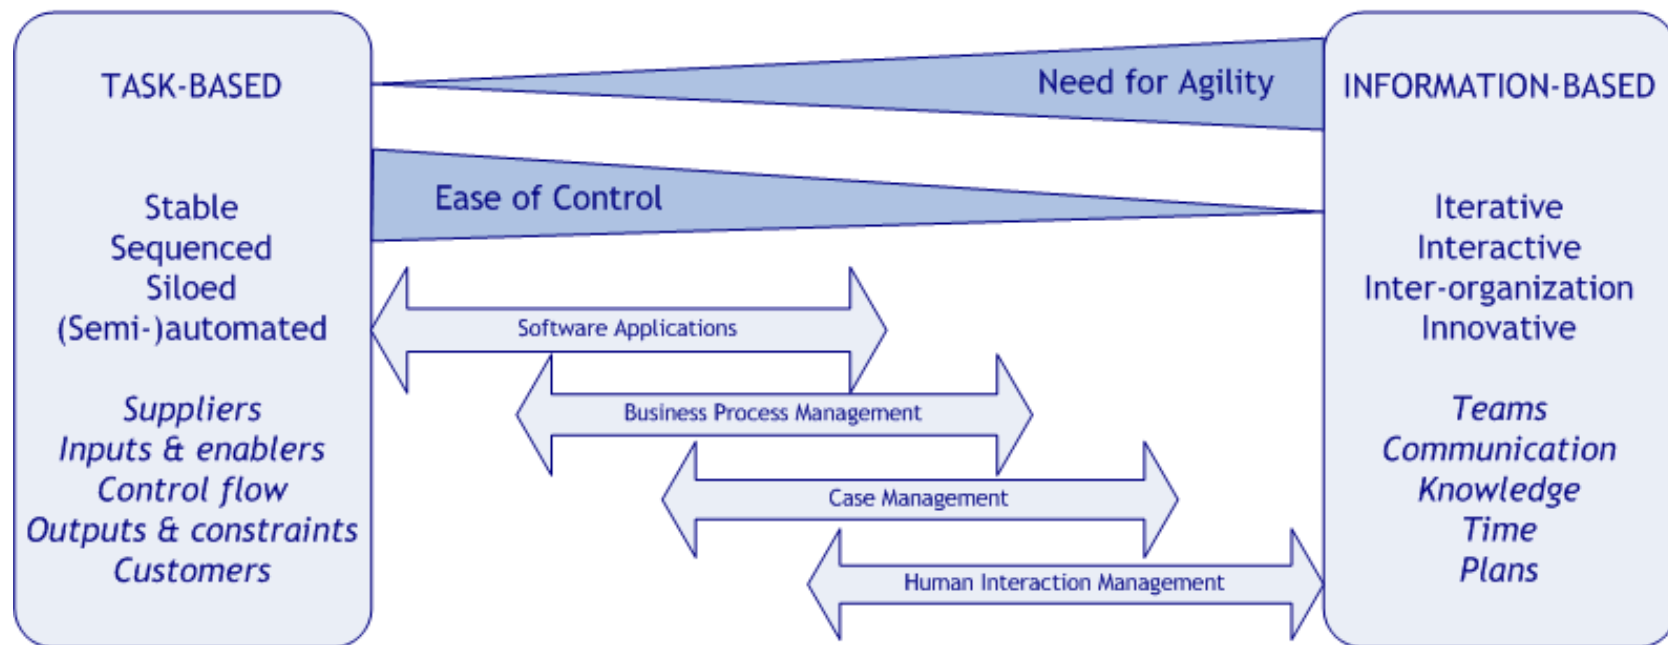 TASK-BASED
Stable
Sequenced
Siloed
(Semi-)automated
Suppliers
Inputs & enablers
Control flow
Outputs & constraints
Customers
Need for Agility
Ease of Control
Software Applications
Business Process Management
Case Management
Human Interaction Management
INFORMATION-BASED
Iterative
Interactive
Inter-organization
Innovative
Teams
Communication
Knowledge
Time
Plans